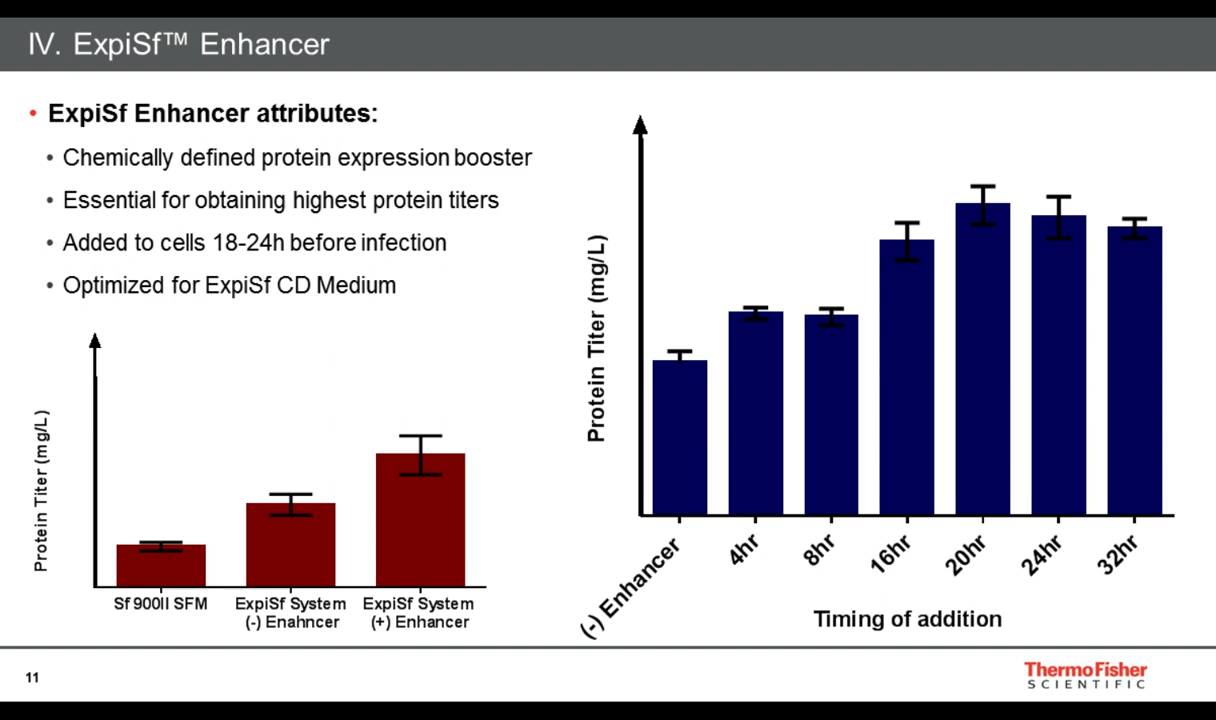 IV. ExpiSf™ Enhancer
• ExpiSf Enhancer attributes:
• Chemically defined protein expression booster
• Essential for obtaining highest protein titers
• Added to cells 18-24h before infection
• Optimized for ExpiSf CD Medium
Protein Titer (mg/L)
Sf900II SFM
ExpiSf System
(-) Enahncer
ExpiSf System
(+) Enhancer
Protein Titer (mg/L)
(-) Enhancer
4hr
8hr
16hr
20hr
24hr
32hr
Timing of addition
11
ThermoFisher
SCIENTIFIC